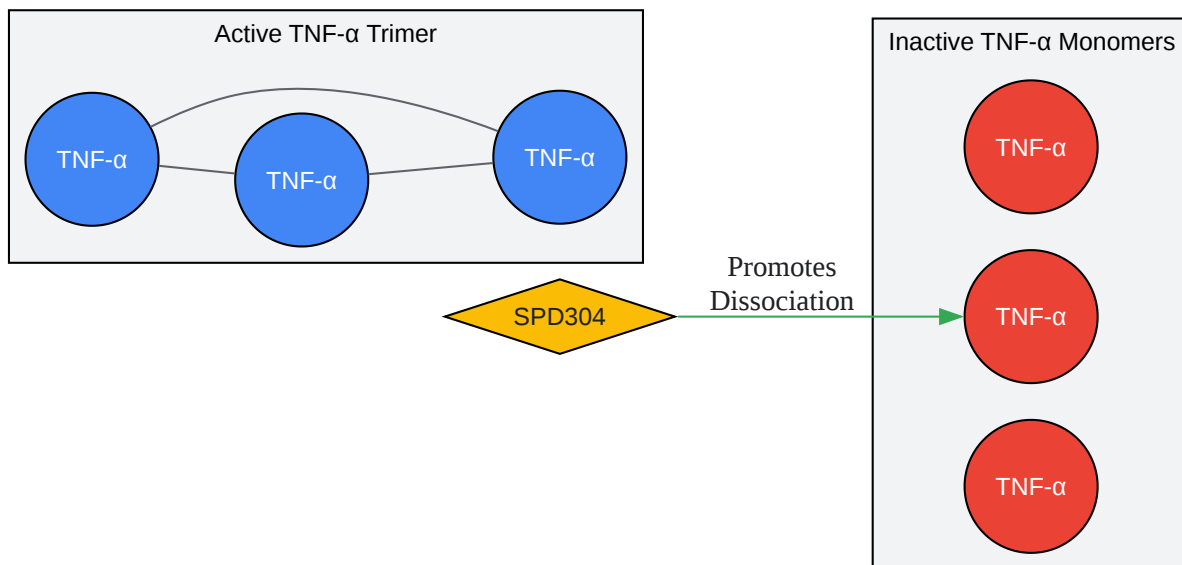 Active TNF-α Trimer
TNF-α
TNF-α
TNF-α
SPD304
Promotes
Dissociation
Inactive TNF-α Monomers
TNF-α
TNF-α
TNF-α